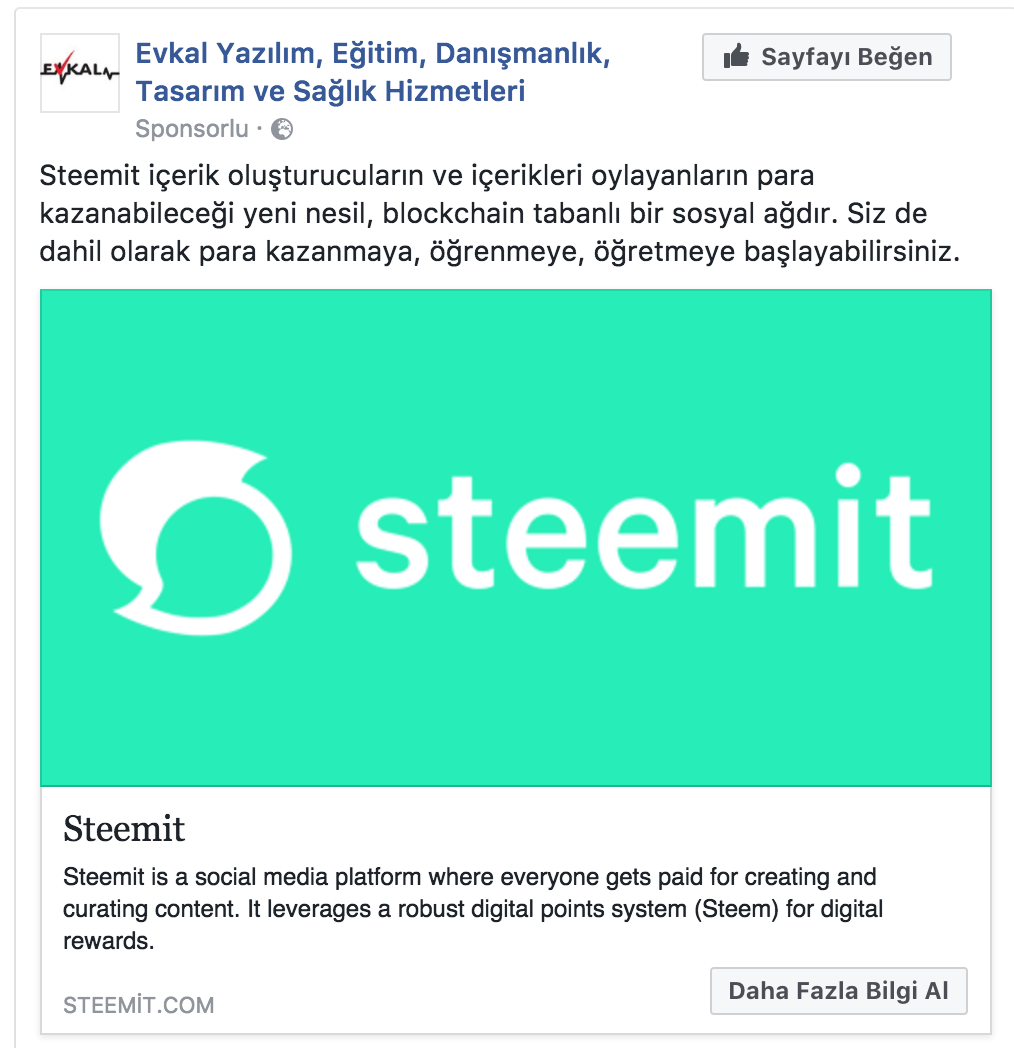 EVKAL
Evkal Yazılım, Eğitim, Danışmanlık,
Tasarım ve Sağlık Hizmetleri
Sayfayı Beğen
Sponsorlu ·
Steemit içerik oluşturucuların ve içerikleri oylayanların para
kazanabileceği yeni nesil, blockchain tabanlı bir sosyal ağdır. Siz de
dahil olarak para kazanmaya, öğrenmeye, öğretmeye başlayabilirsiniz.
steemit
Steemit
Steemit is a social media platform where everyone gets paid for creating and
curating content. It leverages a robust digital points system (Steem) for digital
rewards.
STEEMİT.COM
Daha Fazla Bilgi Al